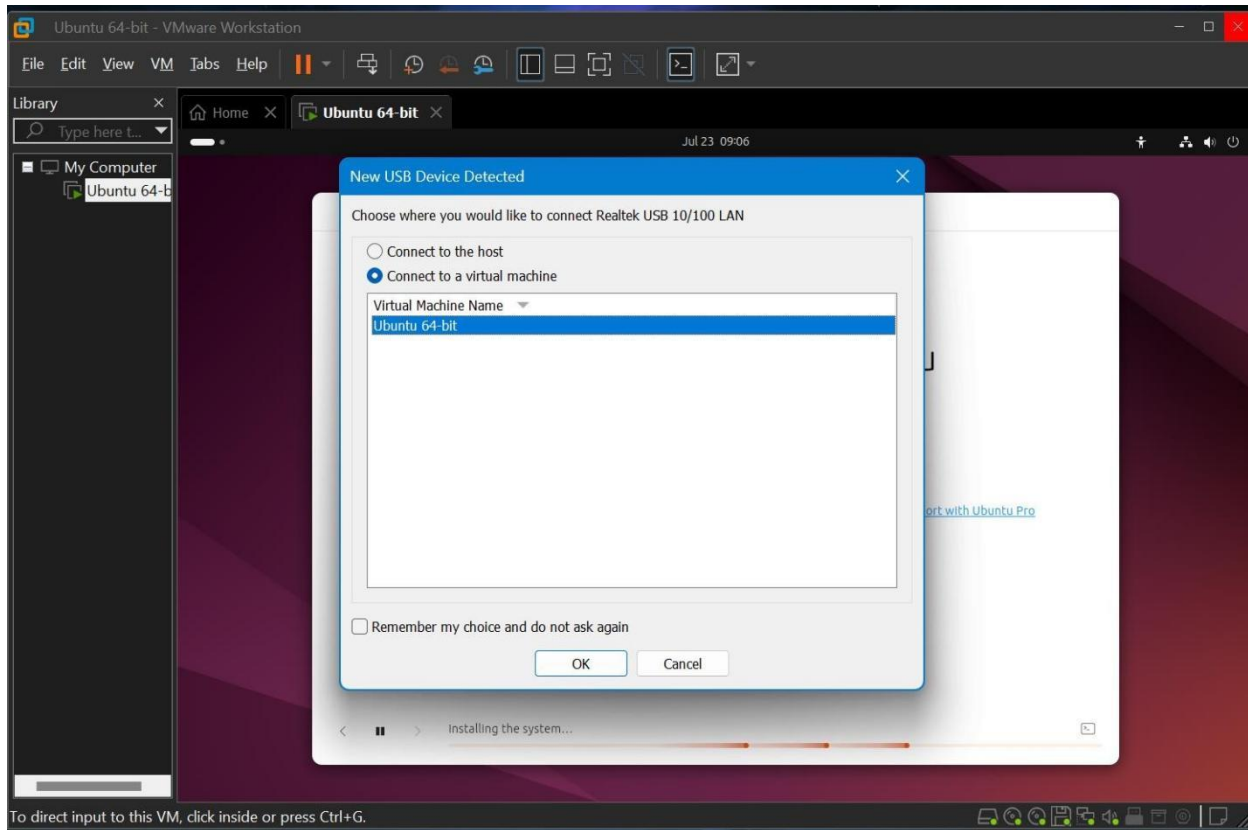 Ubuntu 64-bit - VMware Workstation
File Edit View VM Tabs Help
Library
Type here t...
Home
Ubuntu 64-bit
Jul 23 09:06
My Computer
Ubuntu 64-b
New USB Device Detected
Choose where you would like to connect Realtek USB 10/100 LAN
Connect to the host
Connect to a virtual machine
Virtual Machine Name
Ubuntu 64-bit
u
ort with Ubuntu Pro
Remember my choice and do not ask again
OK Cancel
Installing the system...
To direct input to this VM, click inside or press Ctrl+G.